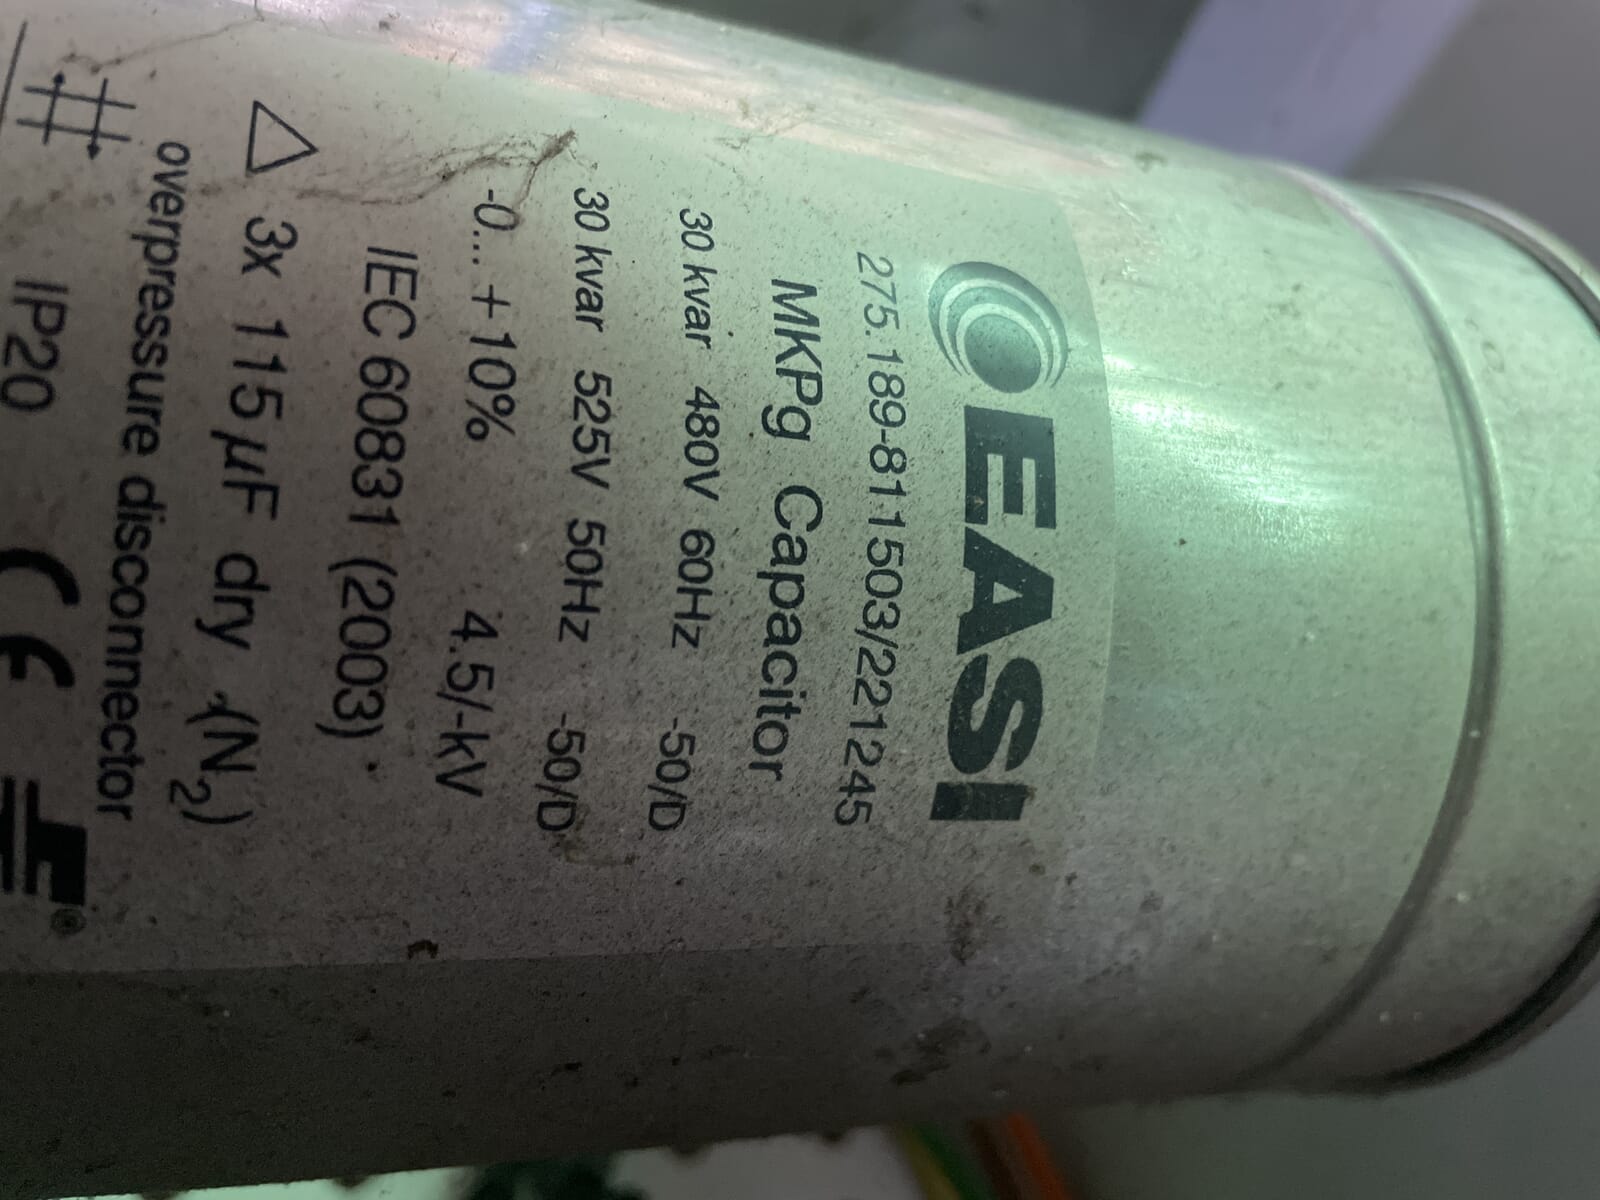 EASI
275.189-811503/221245
MKPg Capacitor
30 kvar 480V 60Hz -50/D
30 kvar 525V 50Hz -50/D
-0...+10% 4.5/-kV
IEC 60831 (2003)
3x 115µF dry (N₂)
overpressure disconnector
IP20 CE
®